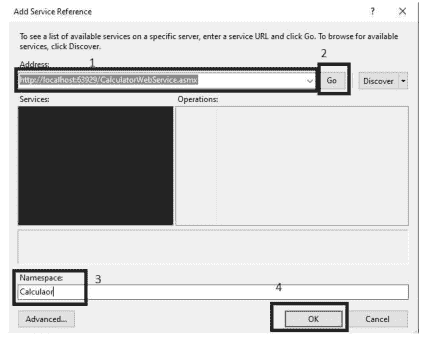 Add Service Reference ? ×
To see a list of available services on a specific server, enter a service URL and click Go. To browse for available
services, click Discover.
2
Address: 1
http://localhost:63929/CalculatorWebService.asmx Go Discover
Services: Operations:
Namespace: 3
Calculaor 4
Advanced... OK Cancel